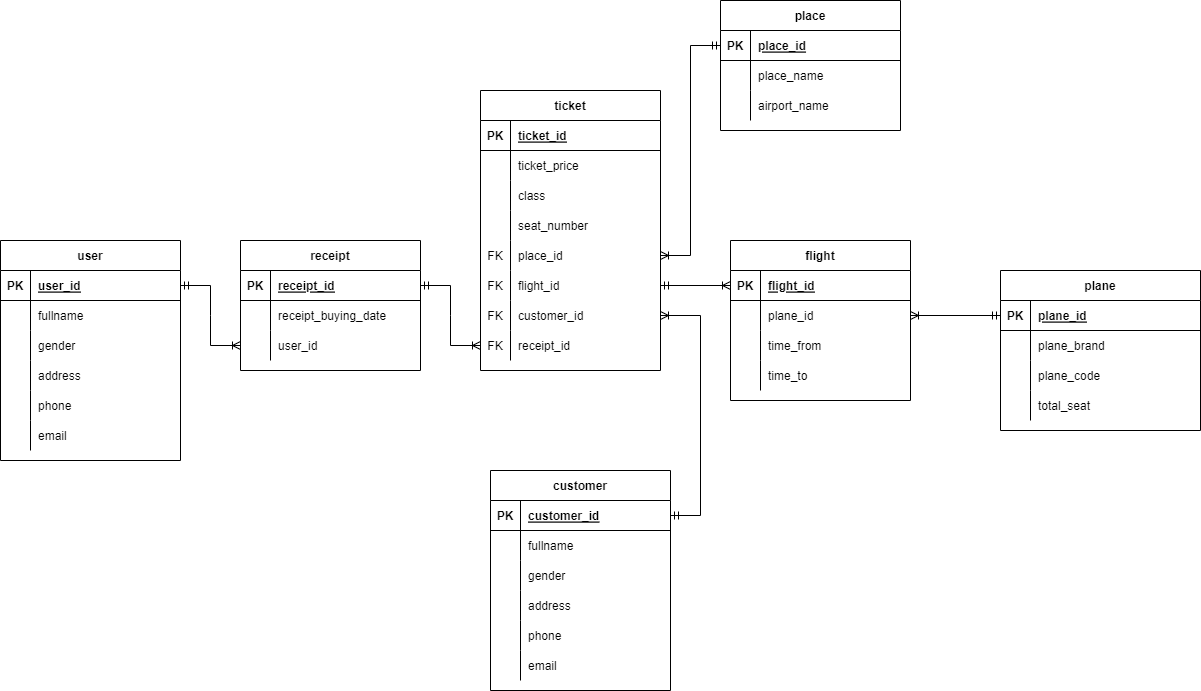 place
PK place_id
place_name
airport_name
ticket
PK ticket_id
ticket_price
class
seat_number
FK place_id
FK flight_id
FK customer_id
FK receipt_id
user
PK user_id
fullname
gender
address
phone
email
receipt
PK receipt_id
receipt_buying_date
user_id
flight
PK flight_id
plane_id
time_from
time_to
plane
PK plane_id
plane_brand
plane_code
total_seat
customer
PK customer_id
fullname
gender
address
phone
email